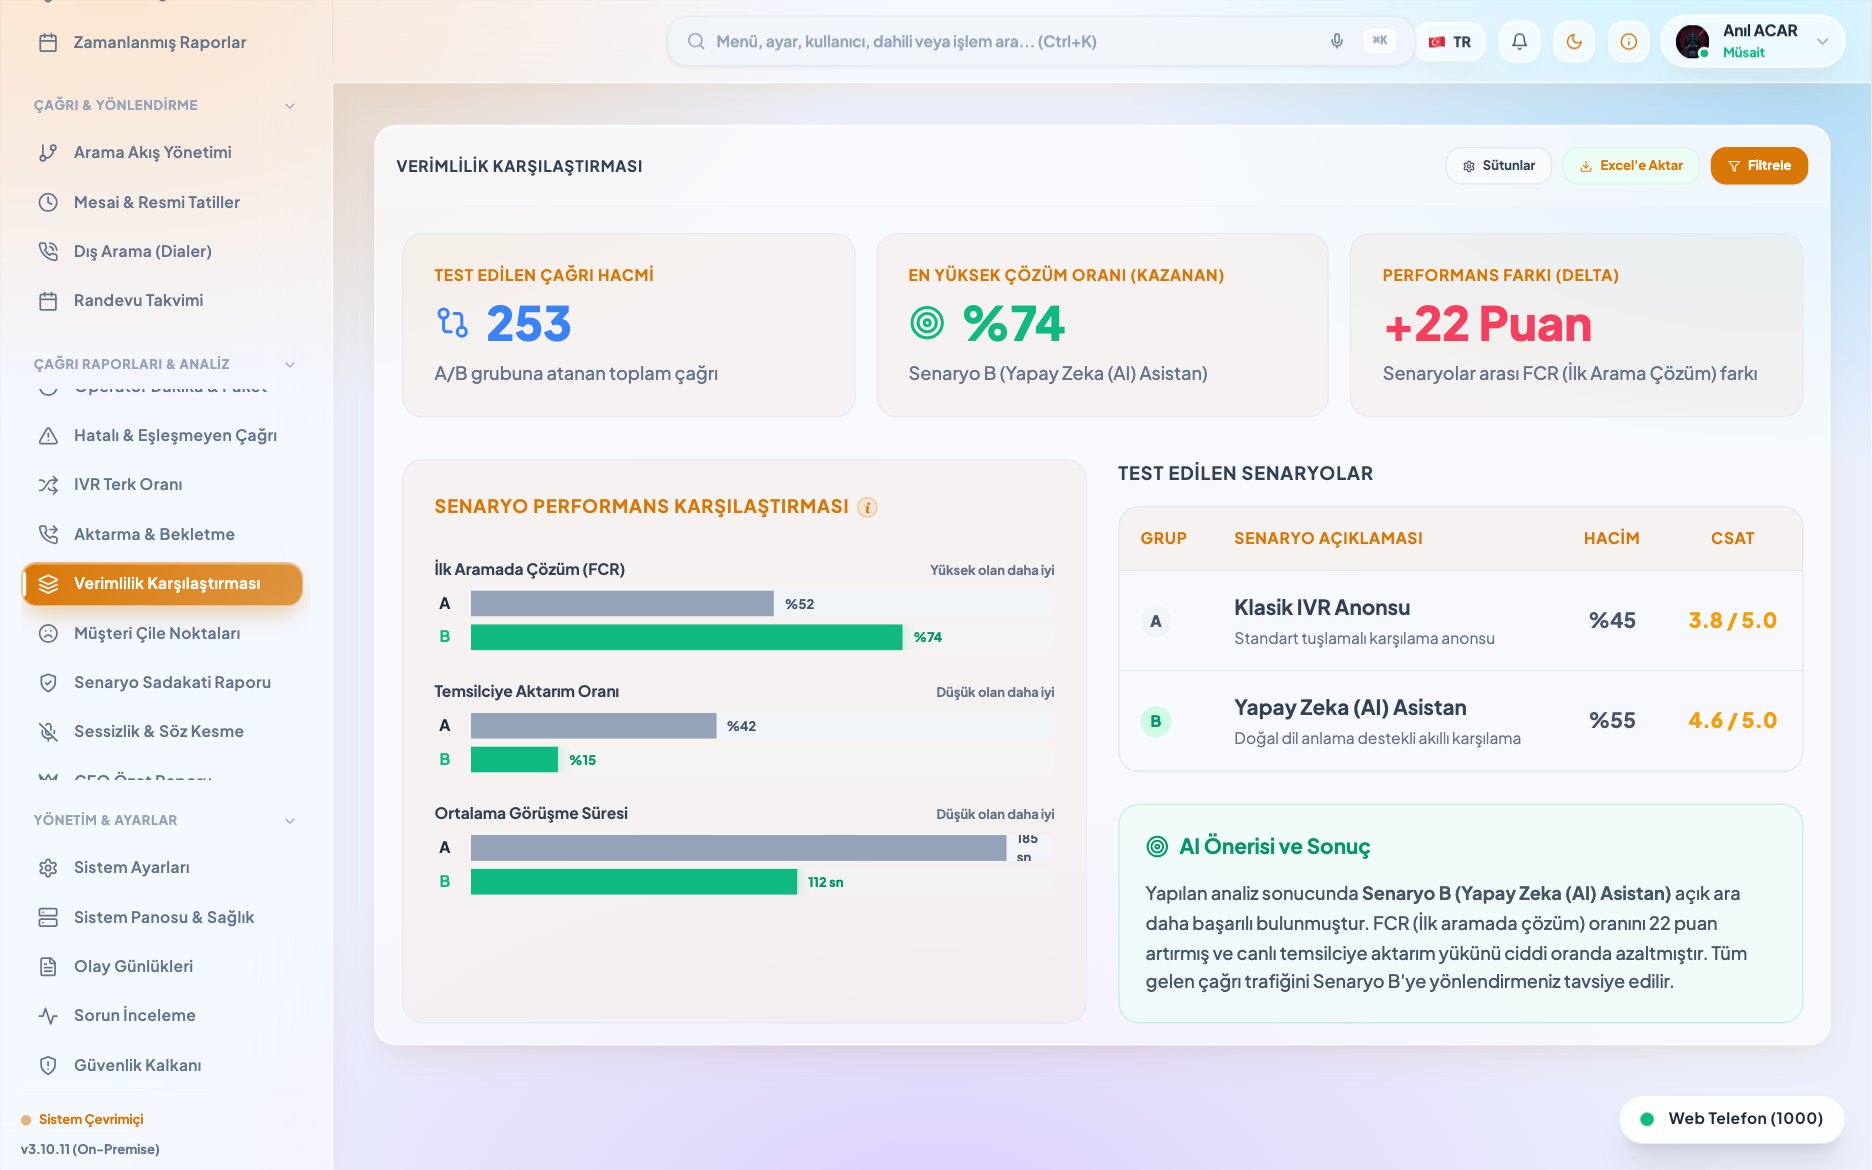 Zamanlanmış Raporlar
ÇAĞRI & YÖNLENDİRME
Arama Akış Yönetimi
Mesai & Resmi Tatiller
Dış Arama (Dialer)
Randevu Takvimi
ÇAĞRI RAPORLARI & ANALİZ
Operatör Dakika & Paket
Hatalı & Eşleşmeyen Çağrı
IVR Terk Oranı
Aktarma & Bekletme
Verimlilik Karşılaştırması
Müşteri Çile Noktaları
Senaryo Sadakati Raporu
Sessizlik & Söz Kesme
CEO Özet Raporu
YÖNETİM & AYARLAR
Sistem Ayarları
Sistem Panosu & Sağlık
Olay Günlükleri
Sorun İnceleme
Güvenlik Kalkanı
Sistem Çevrimiçi
v3.10.11 (On-Premise)
Menü, ayar, kullanıcı, dahili veya işlem ara... (Ctrl+K)
⌘K
TR
Anıl ACAR
Müsait
VERİMLİLİK KARŞILAŞTIRMASI
Sütunlar
Excel'e Aktar
Filtrele
TEST EDİLEN ÇAĞRI HACMİ
253
A/B grubuna atanan toplam çağrı
EN YÜKSEK ÇÖZÜM ORANI (KAZANAN)
%74
Senaryo B (Yapay Zeka (AI) Asistan)
PERFORMANS FARKI (DELTA)
+22 Puan
Senaryolar arası FCR (İlk Arama Çözüm) farkı
SENARYO PERFORMANS KARŞILAŞTIRMASI i
İlk Aramada Çözüm (FCR) Yüksek olan daha iyi
A %52
B %74
Temsilciye Aktarım Oranı Düşük olan daha iyi
A %42
B %15
Ortalama Görüşme Süresi Düşük olan daha iyi
A 185 sn
B 112 sn
TEST EDİLEN SENARYOLAR
GRUP SENARYO AÇIKLAMASI HACİM CSAT
A Klasik IVR Anonsu %45 3.8 / 5.0
Standart tuşlamalı karşılama anonsu
B Yapay Zeka (AI) Asistan %55 4.6 / 5.0
Doğal dil anlama destekli akıllı karşılama
AI Önerisi ve Sonuç
Yapılan analiz sonucunda Senaryo B (Yapay Zeka (AI) Asistan) açık ara
daha başarılı bulunmuştur. FCR (İlk aramada çözüm) oranını 22 puan
artırmış ve canlı temsilciye aktarım yükünü ciddi oranda azaltmıştır. Tüm
gelen çağrı trafiğini Senaryo B'ye yönlendirmeniz tavsiye edilir.
Web Telefon (1000)